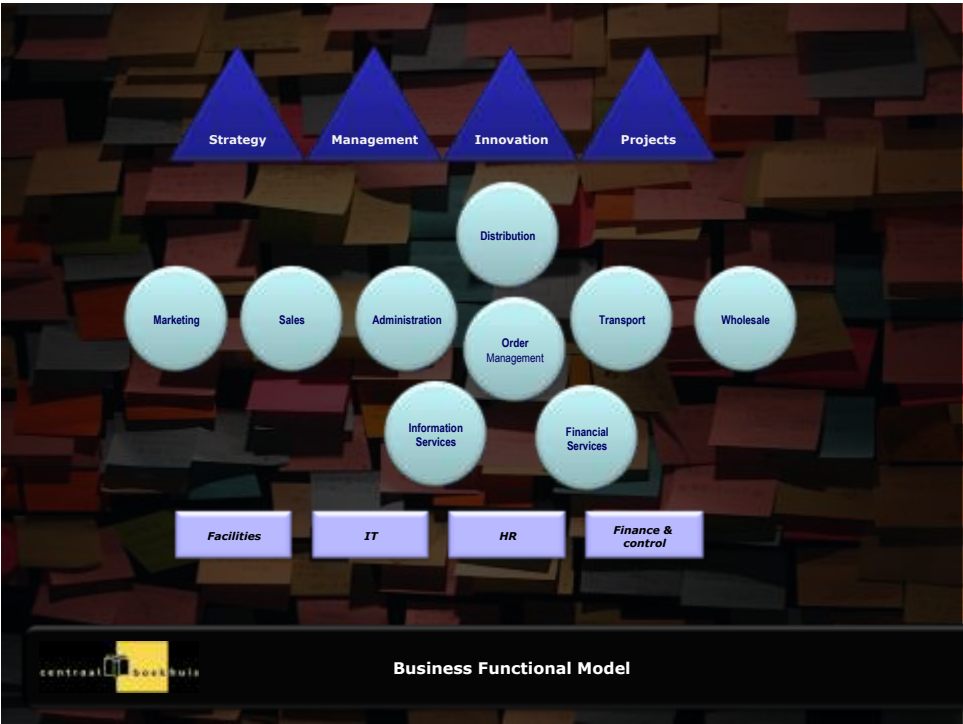 Strategy
Management
Innovation
Projects
Distribution
Marketing
Sales
Administration
Order
Management
Transport
Wholesale
Information
Services
Financial
Services
Facilities
IT
HR
Finance &
control
centraal boekhuis
Business Functional Model